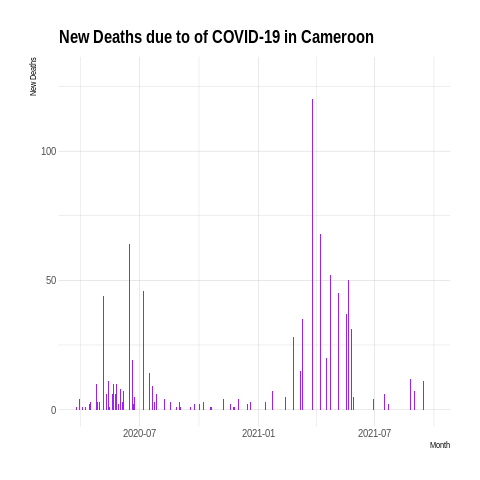 New Deaths due to of COVID-19 in Cameroon
New Deaths
100
50
0
2020-07 2021-01 2021-07
Month